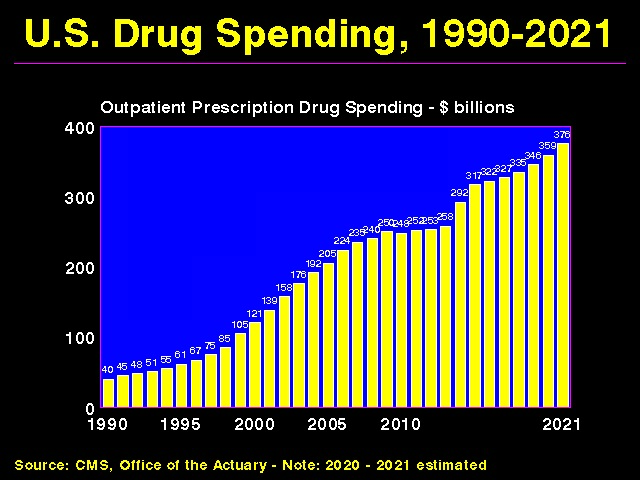 U.S. Drug Spending, 1990-2021
Outpatient Prescription Drug Spending - $ billions
400
300
200
100
0
40 45 48 51 55 61 67 75 85 105 121 139 158 176 192 205 224 235 240 250 248 252 253 258 292 317 322 327 335 346 359 376
1990 1995 2000 2005 2010 2021
Source: CMS, Office of the Actuary - Note: 2020 - 2021 estimated